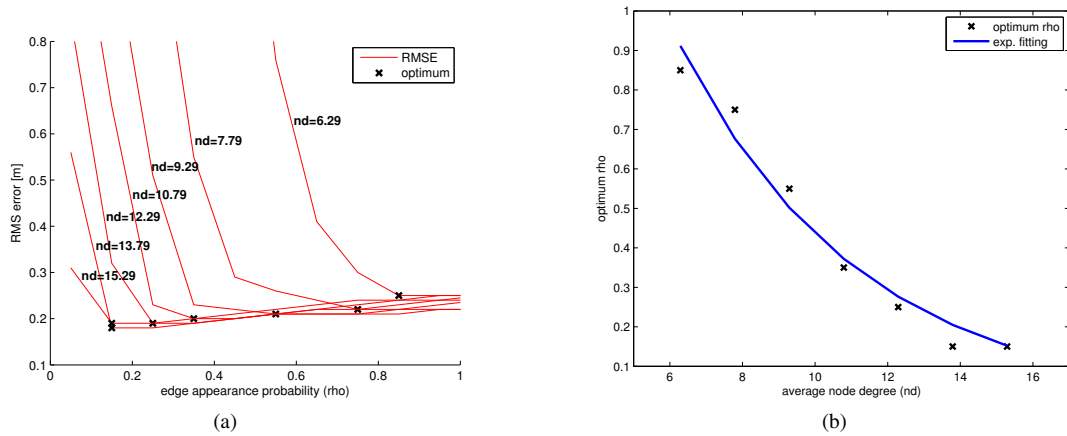 0.8
0.7
0.6
0.5
0.4
0.3
0.2
0.1
0
0.2
0.4
0.6
0.8
1
RMS error [m]
edge appearance probability (rho)
RMSE
optimum
nd=6.29
nd=7.79
nd=9.29
nd=10.79
nd=12.29
nd=13.79
nd=15.29
(a)
1
0.9
0.8
0.7
0.6
0.5
0.4
0.3
0.2
0.1
6
8
10
12
14
16
optimum rho
average node degree (nd)
optimum rho
exp. fitting
(b)